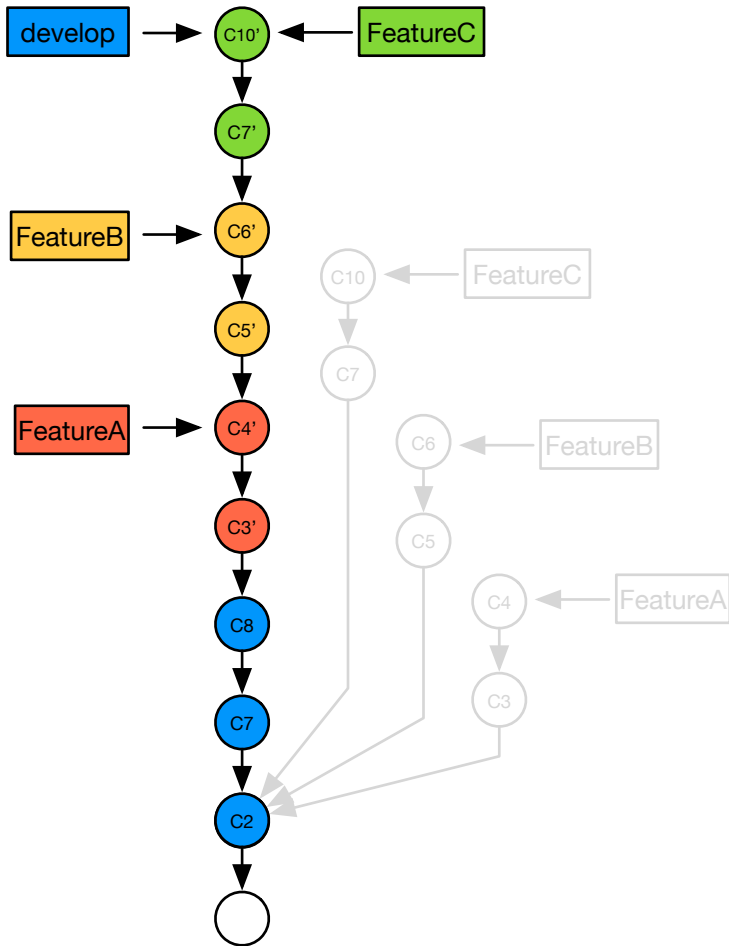 develop
C10’
FeatureC
C7’
FeatureB
C6’
C10
FeatureC
C5’
C7
FeatureA
C4’
C6
FeatureB
C3’
C5
C8
C4
FeatureA
C7
C3
C2